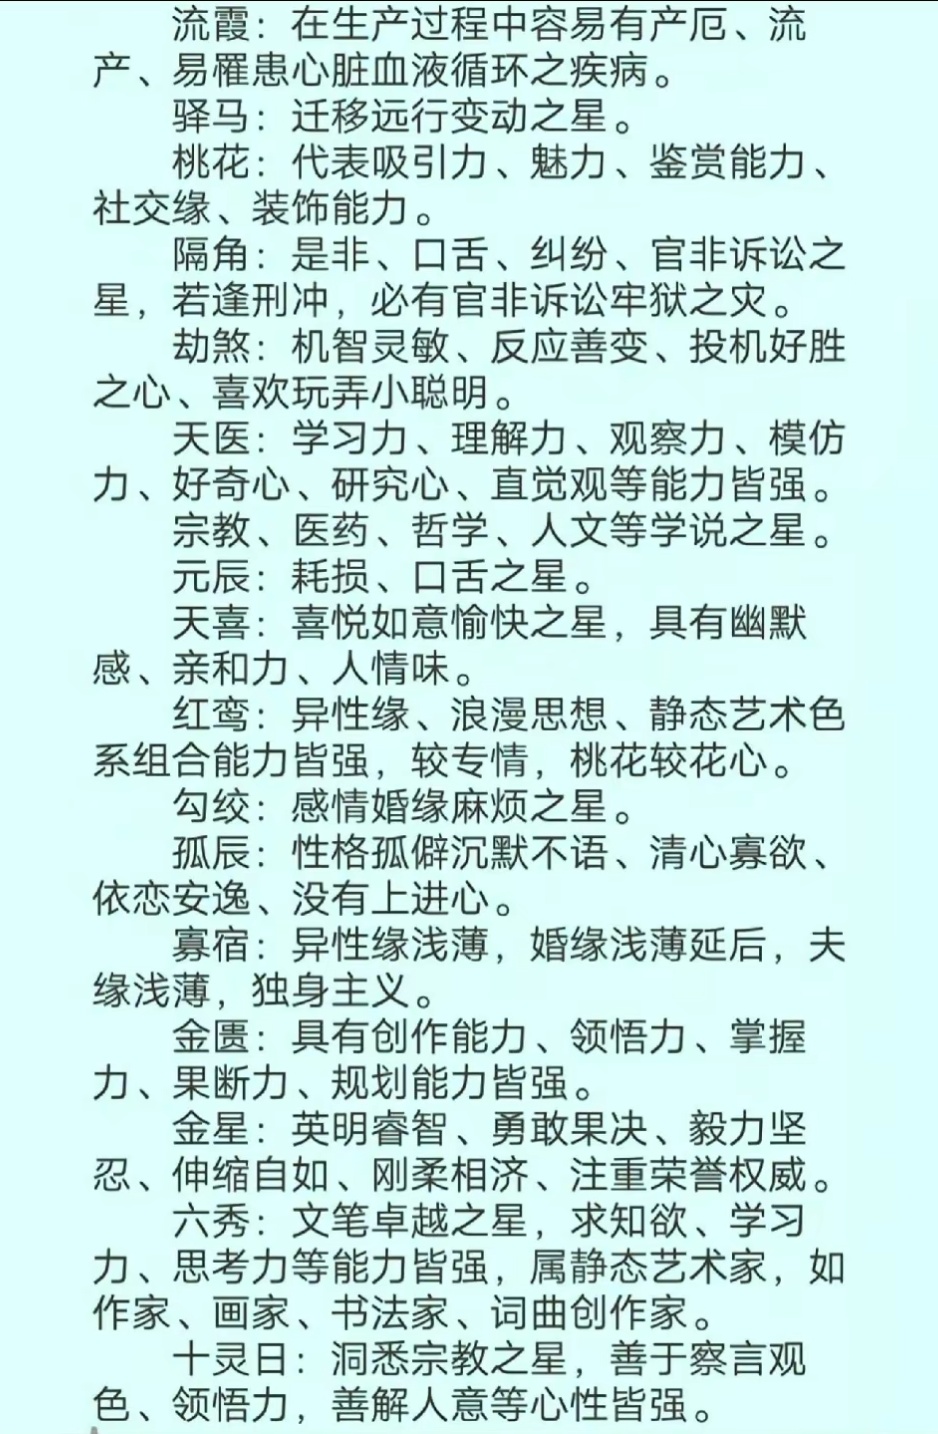 流霞：在生产过程中容易有产厄、流
产、易罹患心脏血液循环之疾病。
驿马：迁移远行变动之星。
桃花：代表吸引力、魅力、鉴赏能力、
社交缘、装饰能力。
隔角：是非、口舌、纠纷、官非诉讼之
星，若逢刑冲，必有官非诉讼牢狱之灾。
劫煞：机智灵敏、反应善变、投机好胜
之心、喜欢玩弄小聪明。
天医：学习力、理解力、观察力、模仿
力、好奇心、研究心、直觉观等能力皆强。
宗教、医药、哲学、人文等学说之星。
元辰：耗损、口舌之星。
天喜：喜悦如意愉快之星，具有幽默
感、亲和力、人情味。
红鸾：异性缘、浪漫思想、静态艺术色
系组合能力皆强，较专情，桃花较花心。
勾绞：感情婚缘麻烦之星。
孤辰：性格孤僻沉默不语、清心寡欲、
依恋安逸、没有上进心。
寡宿：异性缘浅薄，婚缘浅薄延后，夫
缘浅薄，独身主义。
金匮：具有创作能力、领悟力、掌握
力、果断力、规划能力皆强。
金星：英明睿智、勇敢果决、毅力坚
忍、伸缩自如、刚柔相济、注重荣誉权威。
六秀：文笔卓越之星，求知欲、学习
力、思考力等能力皆强，属静态艺术家，如
作家、画家、书法家、词曲创作家。
十灵日：洞悉宗教之星，善于察言观
色、领悟力，善解人意等心性皆强。